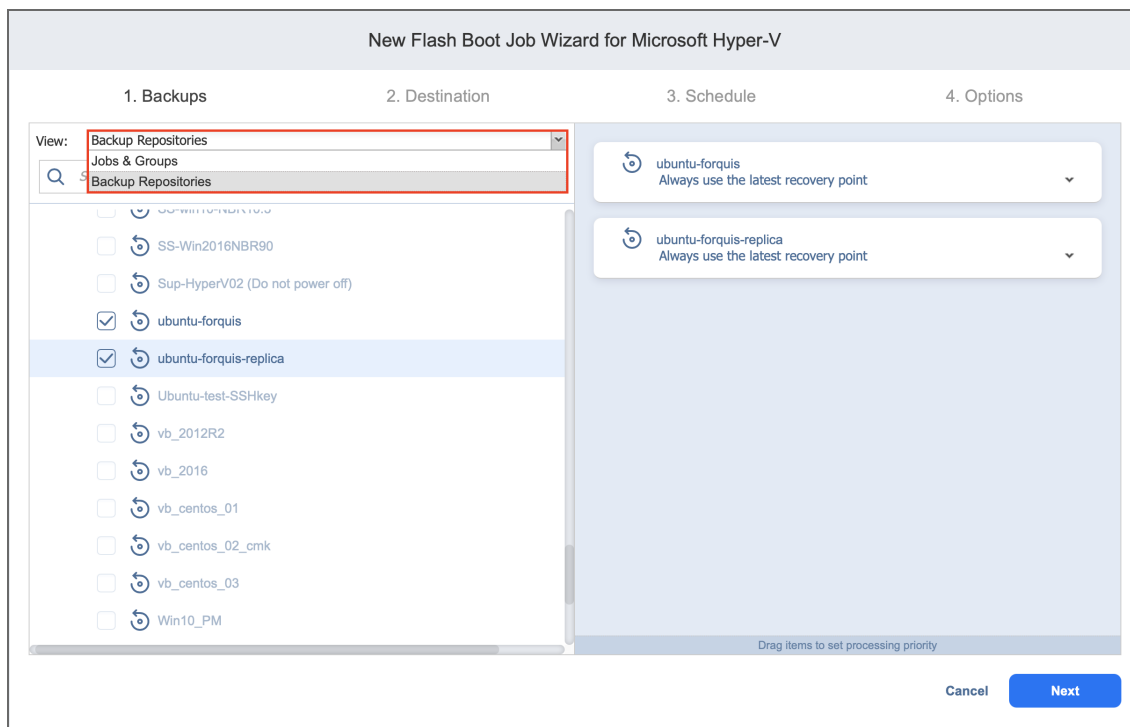 New Flash Boot Job Wizard for Microsoft Hyper-V
1. Backups
2. Destination
3. Schedule
4. Options
View:
Backup Repositories
Jobs & Groups
Backup Repositories
S
SS-Win2016NBR90
Sup-HyperV02 (Do not power off)
ubuntu-forquis
ubuntu-forquis-replica
Ubuntu-test-SSHkey
vb_2012R2
vb_2016
vb_centos_01
vb_centos_02_cmk
vb_centos_03
Win10_PM
ubuntu-forquis
Always use the latest recovery point
ubuntu-forquis-replica
Always use the latest recovery point
Drag items to set processing priority
Cancel
Next